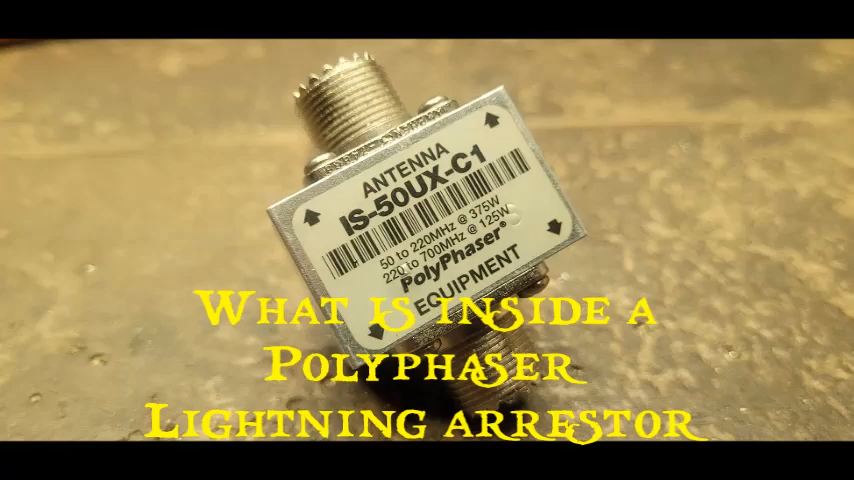 ANTENNA
IS-50UX-C1
50 to 220MHz @ 375W
220 to 700MHz @ 125W
PolyPhaser®
EQUIPMENT
What is inside a
Polyphaser
Lightning arrestor